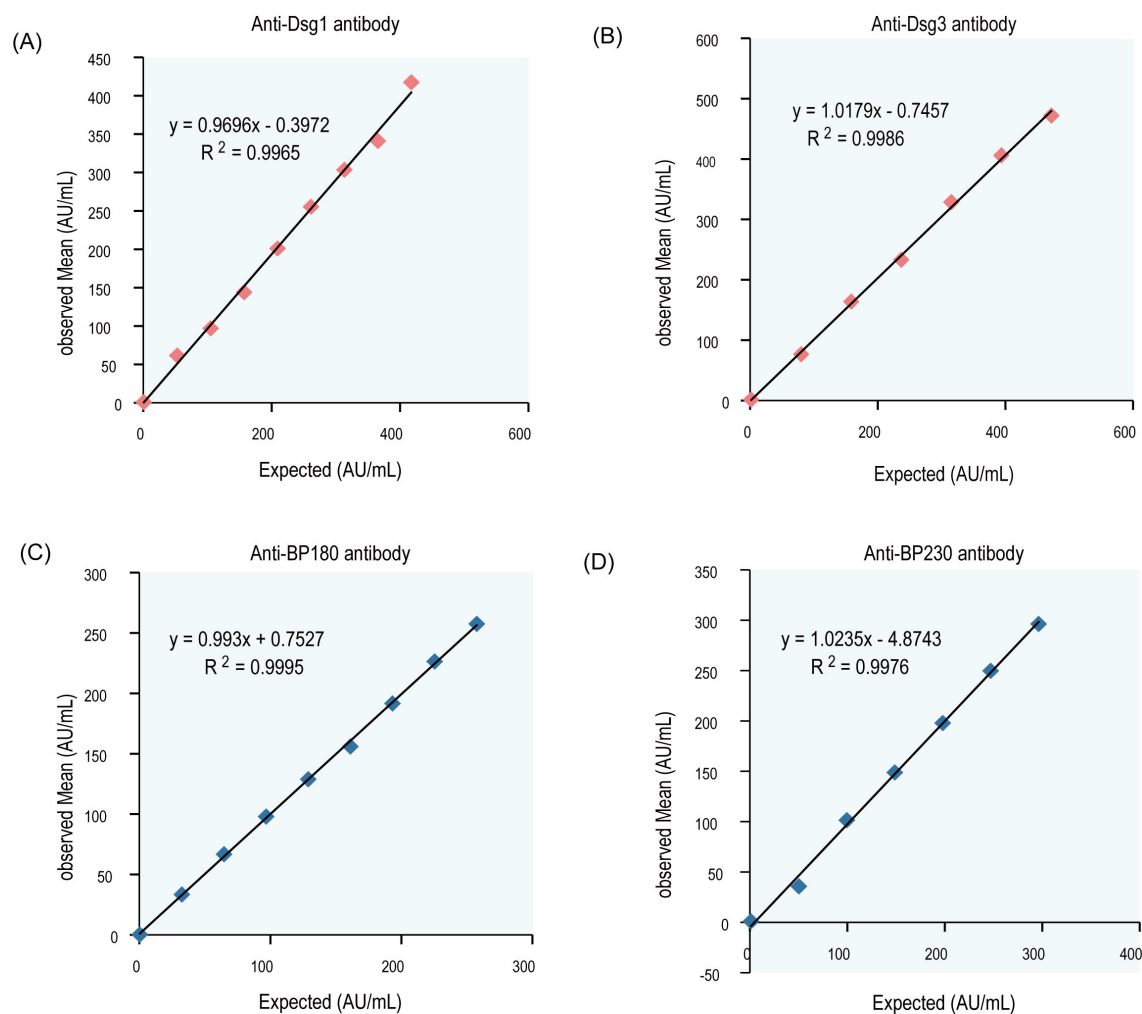 (A)
Anti-Dsg1 antibody
450
400
350
300
250
200
150
100
50
0
y = 0.9696x - 0.3972
R 2 = 0.9965
observed Mean (AU/mL)
0 200 400 600
Expected (AU/mL)
(B)
Anti-Dsg3 antibody
600
500
400
300
200
100
0
y = 1.0179x - 0.7457
R 2 = 0.9986
observed Mean (AU/mL)
0 200 400 600
Expected (AU/mL)
(C)
Anti-BP180 antibody
300
250
200
150
100
50
0
y = 0.993x + 0.7527
R 2 = 0.9995
observed Mean (AU/mL)
0 100 200 300
Expected (AU/mL)
(D)
Anti-BP230 antibody
350
300
250
200
150
100
50
0
-50
y = 1.0235x - 4.8743
R 2 = 0.9976
observed Mean (AU/mL)
0 100 200 300 400
Expected (AU/mL)